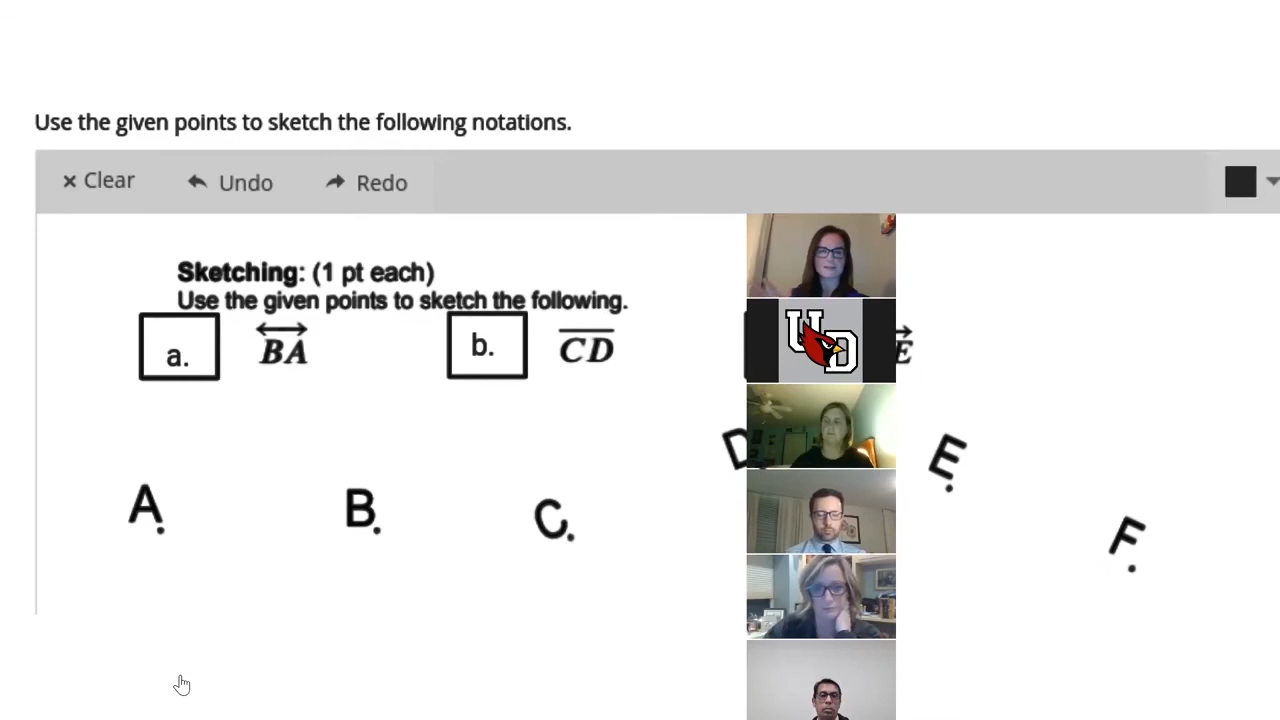 Use the given points to sketch the following notations.
× Clear Undo Redo
Sketching: (1 pt each)
Use the given points to sketch the following.
a. BA b. CD E
UD
D E
A. B. C. F